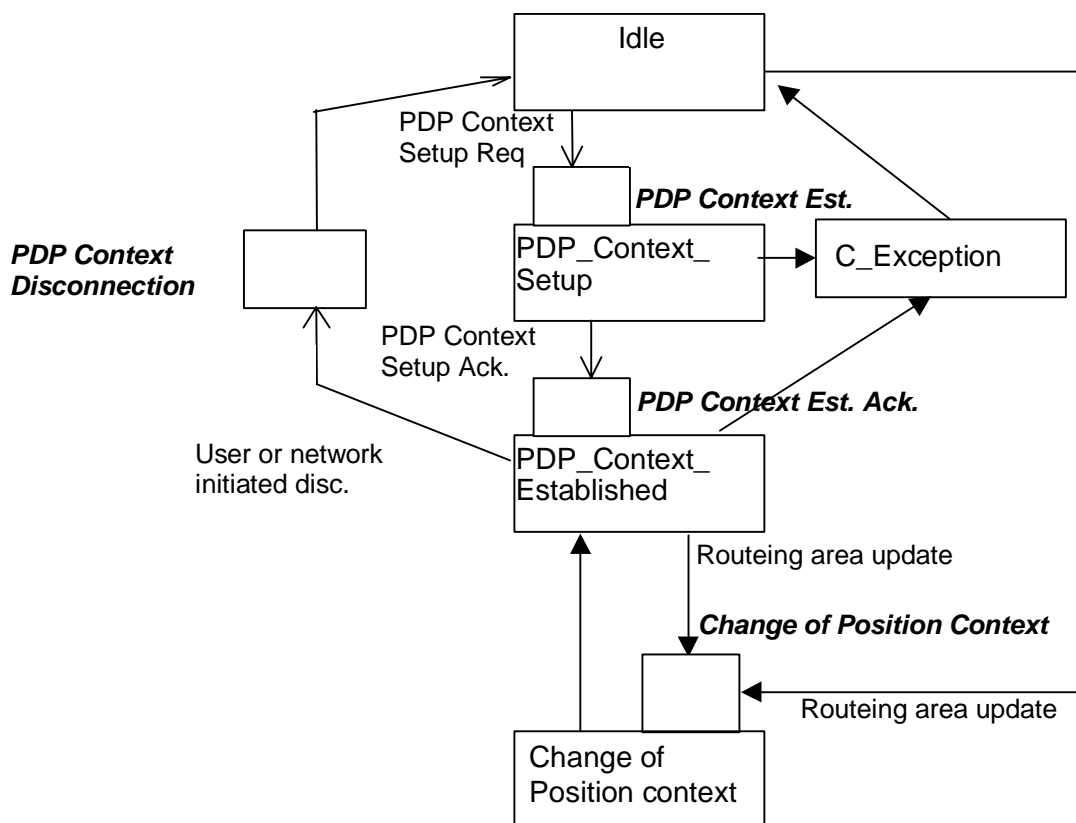 Idle
PDP Context
Setup Req
PDP Context Est.
PDP Context
Disconnection
PDP_Context_
Setup
C_Exception
PDP Context
Setup Ack.
PDP Context Est. Ack.
User or network
initiated disc.
PDP_Context_
Established
Routeing area update
Change of Position Context
Routeing area update
Change of
Position context